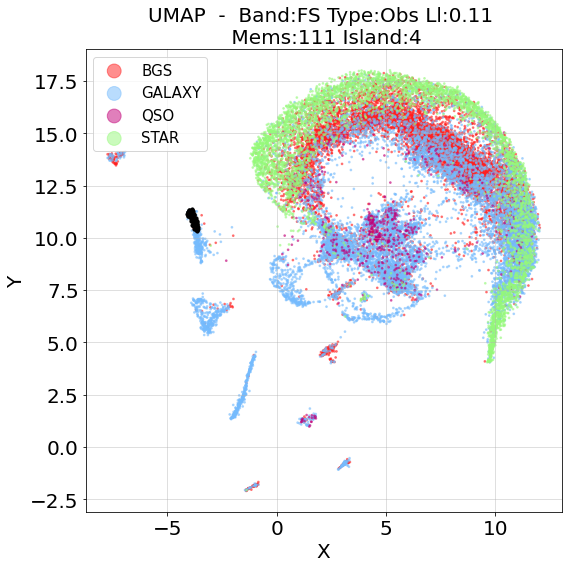 UMAP - Band:FS Type:Obs Ll:0.11
Mems:111 Island:4
BGS
GALAXY
QSO
STAR
17.5
15.0
12.5
10.0
7.5
5.0
2.5
0.0
−2.5
Y
−5
0
5
10
X